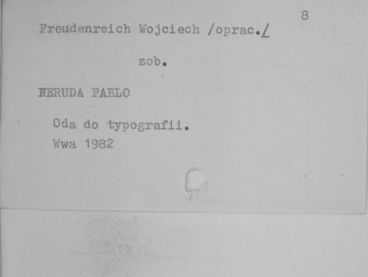 8
Freudenreich Wojciech /oprac./
zob.
NERUDA PABLO
Oda do typografii.
Wwa 1982